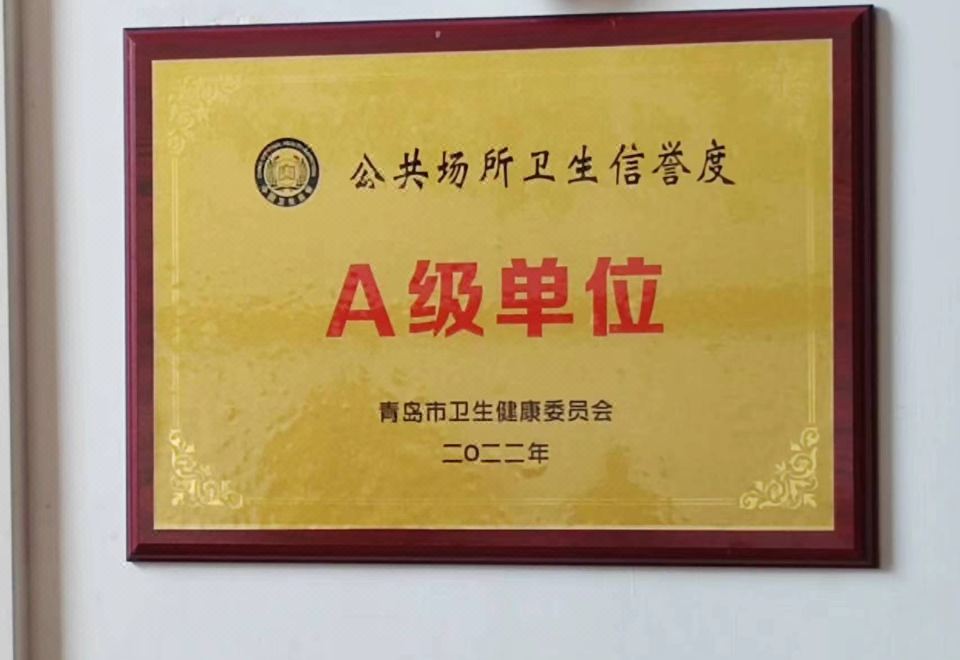 公共场所卫生信誉度
A级单位
青岛市卫生健康委员会
二〇二二年